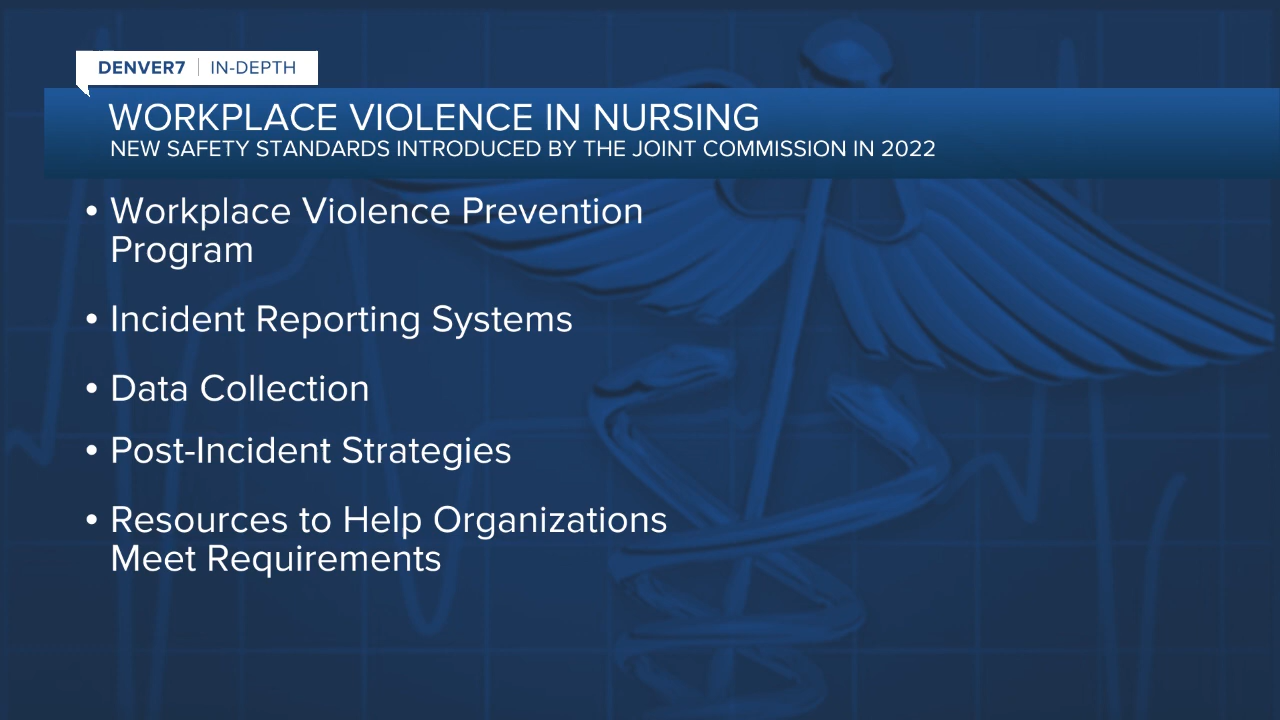 DENVER7 | IN-DEPTH
WORKPLACE VIOLENCE IN NURSING
NEW SAFETY STANDARDS INTRODUCED BY THE JOINT COMMISSION IN 2022
• Workplace Violence Prevention
Program
• Incident Reporting Systems
• Data Collection
• Post-Incident Strategies
• Resources to Help Organizations
Meet Requirements